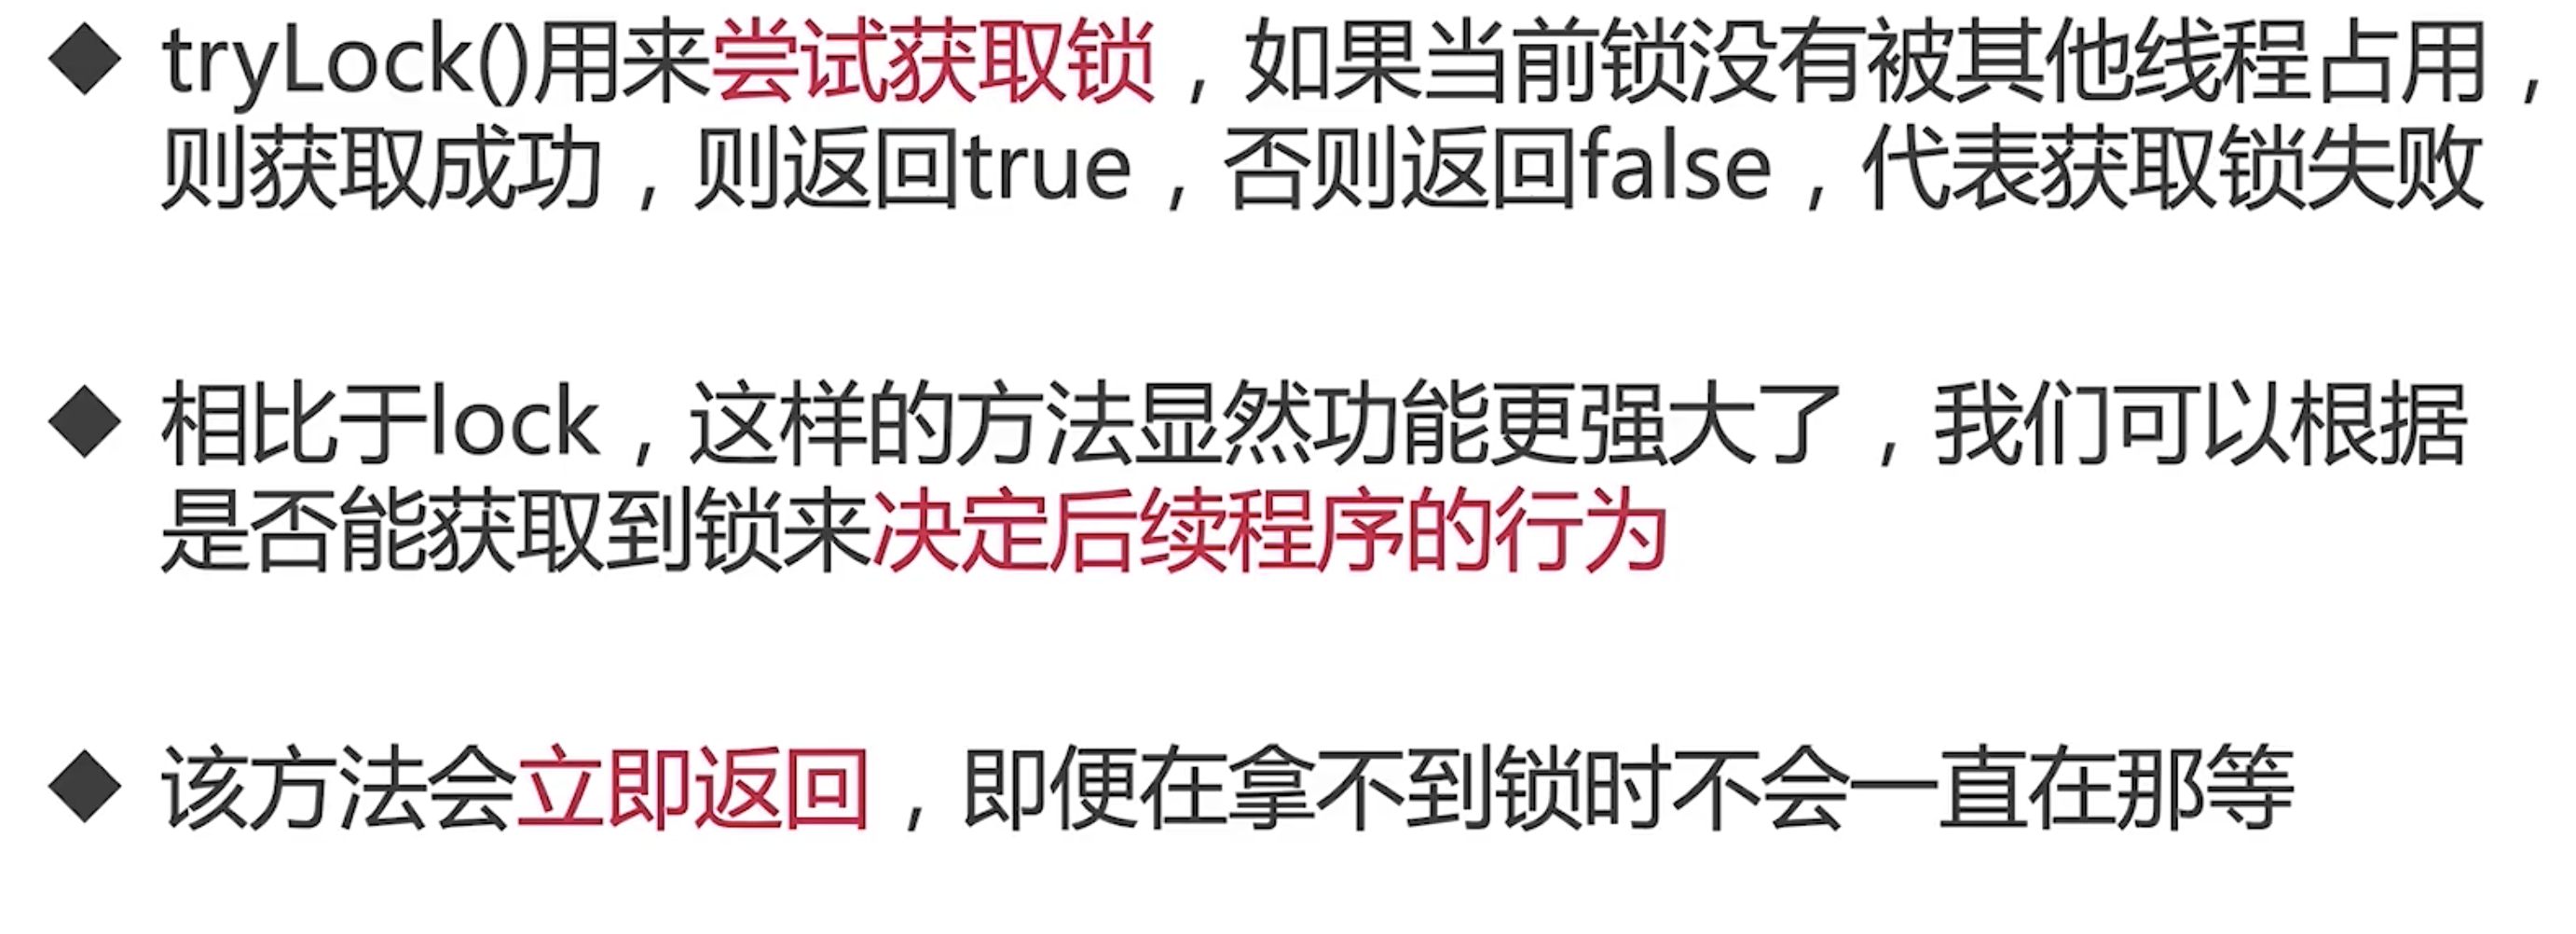 ◆ tryLock()用来尝试获取锁，如果当前锁没有被其他线程占用，
则获取成功，则返回true，否则返回false，代表获取锁失败
◆ 相比于lock，这样的方法显然功能更强大了，我们可以根据
是否能获取到锁来决定后续程序的行为
◆ 该方法会立即返回，即便在拿不到锁时不会一直在那等